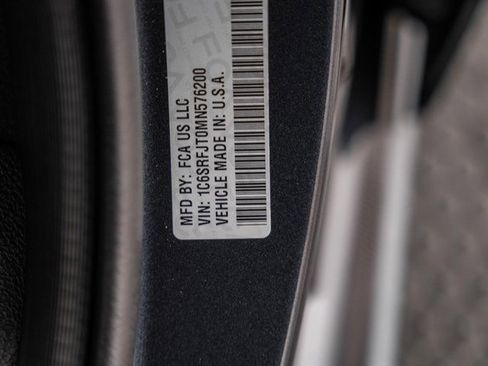 MFD BY: FCA US LLC
VIN: 1C6SRFJT0MN576200
VEHICLE MADE IN: U.S.A.